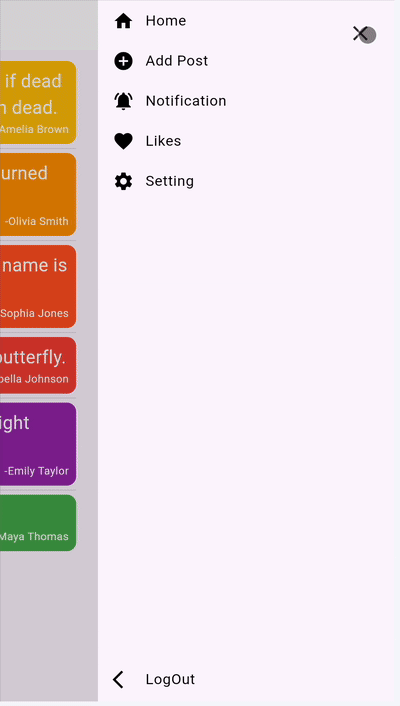 Home
Add Post
Notification
Likes
Setting
if dead
dead.
Amelia Brown
urned
-Olivia Smith
name is
Sophia Jones
butterfly.
Johnson
ight
-Emily Taylor
Maya Thomas
LogOut